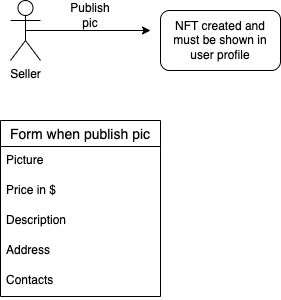 Publish
pic
NFT created and
must be shown in
user profile
Seller
Form when publish pic
Picture
Price in $
Description
Address
Contacts